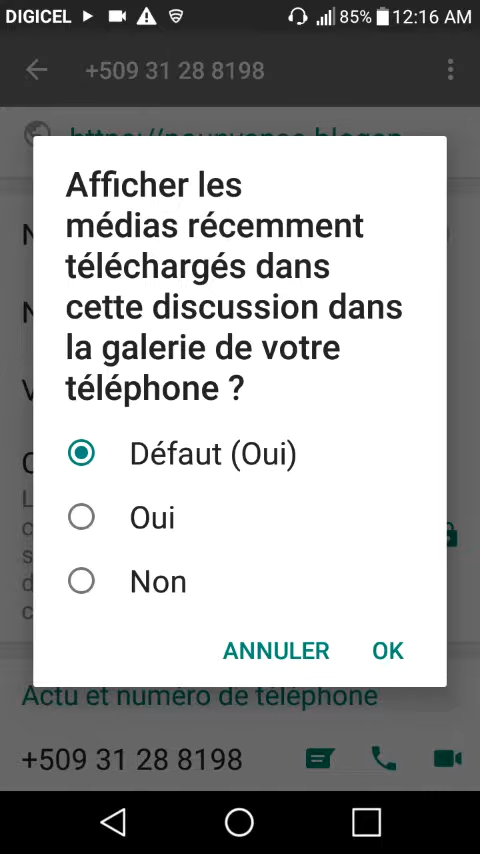 DIGICEL 85% 12:16 AM
+509 31 28 8198
Afficher les
médias récemment
téléchargés dans
cette discussion dans
la galerie de votre
téléphone ?
Défaut (Oui)
Oui
Non
ANNULER OK
Actu et numéro de téléphone
+509 31 28 8198